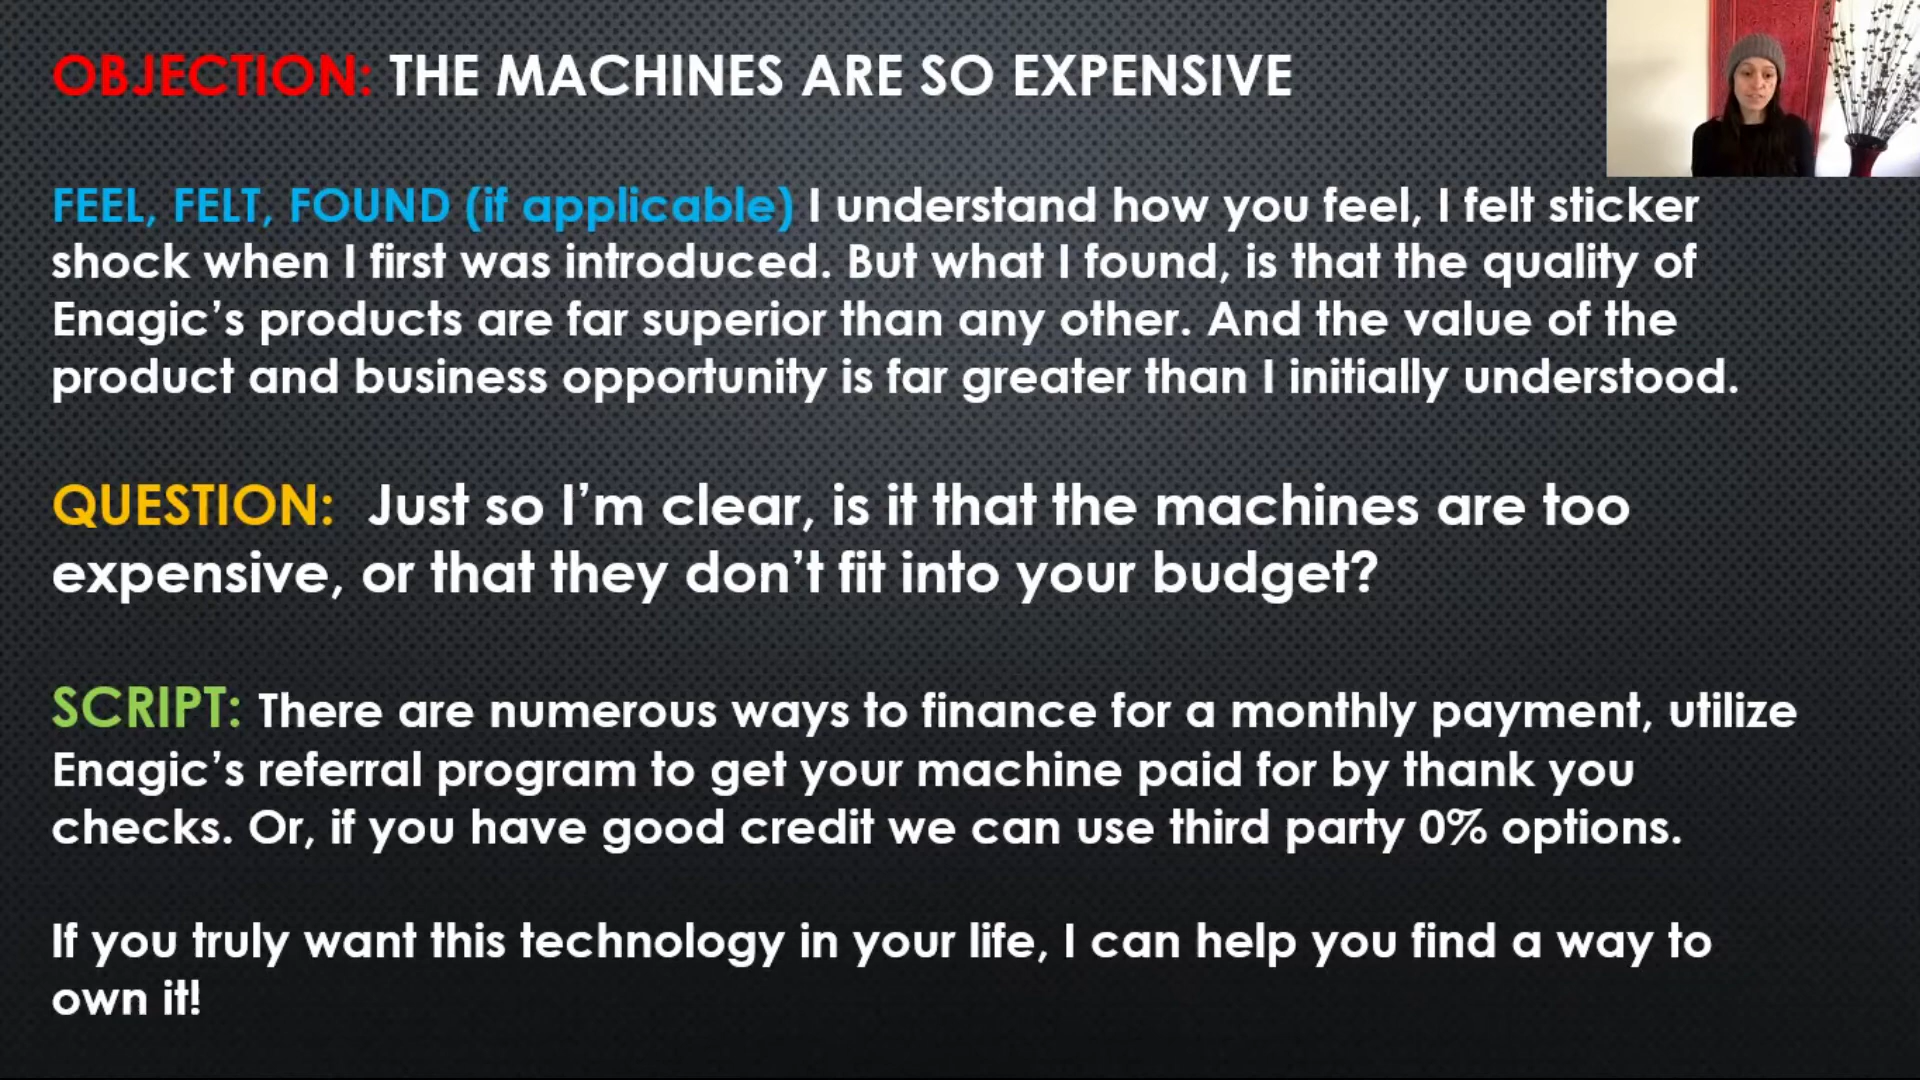 OBJECTION: THE MACHINES ARE SO EXPENSIVE
FEEL, FELT, FOUND (if applicable) I understand how you feel, I felt sticker
shock when I first was introduced. But what I found, is that the quality of
Enagic’s products are far superior than any other. And the value of the
product and business opportunity is far greater than I initially understood.
QUESTION: Just so I’m clear, is it that the machines are too
expensive, or that they don’t fit into your budget?
SCRIPT: There are numerous ways to finance for a monthly payment, utilize
Enagic’s referral program to get your machine paid for by thank you
checks. Or, if you have good credit we can use third party 0% options.
If you truly want this technology in your life, I can help you find a way to
own it!